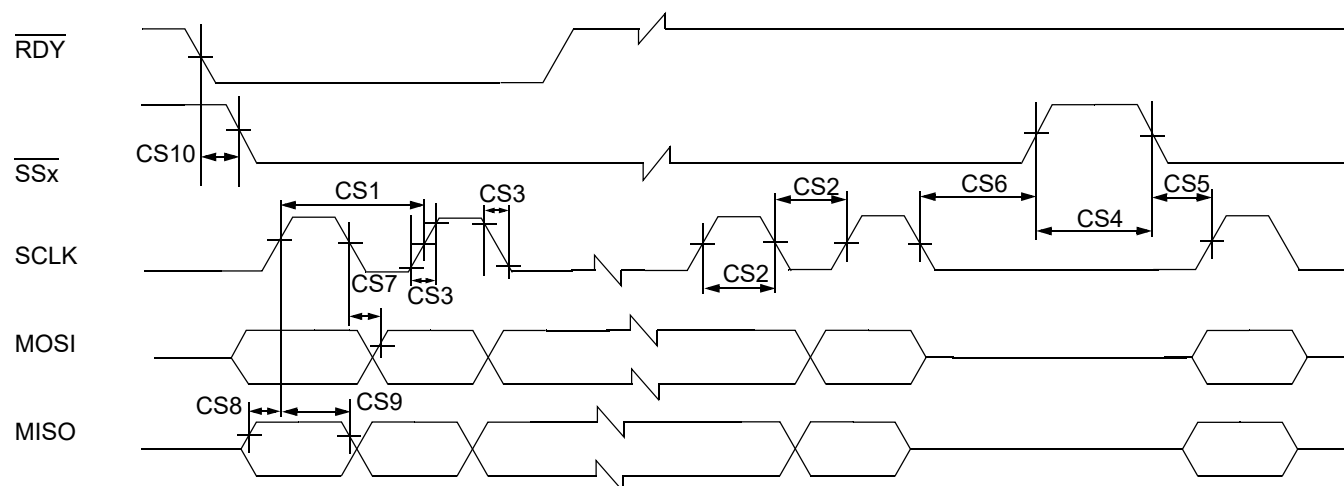 RDY
CS10
SSx
CS1
CS3
CS2
CS6
CS5
CS4
SCLK
CS7
CS3
CS2
MOSI
CS8
CS9
MISO